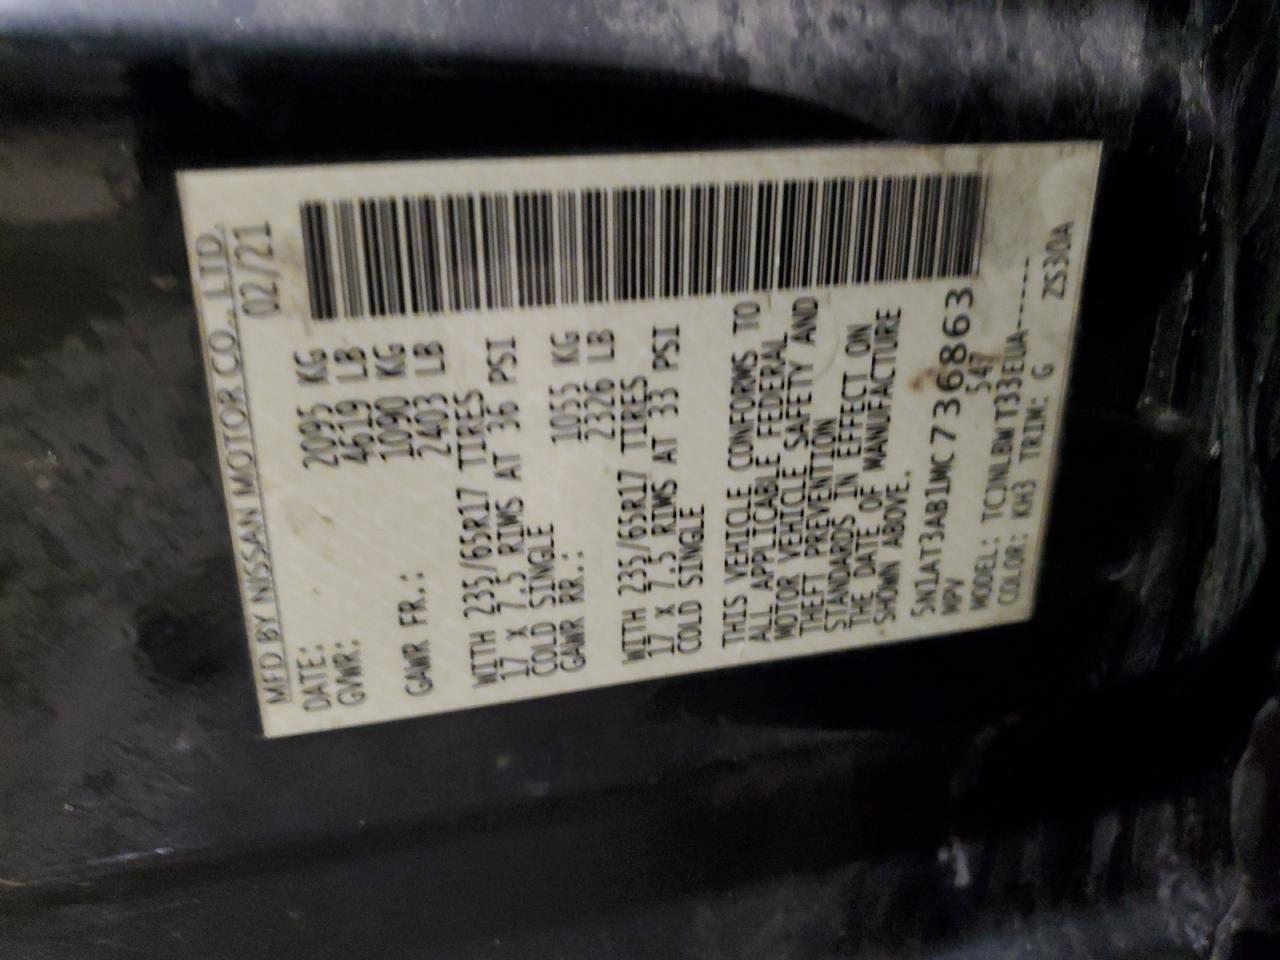 MFD BY NISSAN MOTOR CO., LTD.
DATE: 02/21
GVWR: 2095 KG
4619 LB
GAWR FR.: 1090 KG
2403 LB
WITH 235/65R17 TIRES
17 X 7.5 RIMS AT 36 PSI
COLD SINGLE
GAWR RR.: 1055 KG
2326 LB
WITH 235/65R17 TIRES
17 X 7.5 RIMS AT 33 PSI
COLD SINGLE
THIS VEHICLE CONFORMS TO
ALL APPLICABLE FEDERAL
MOTOR VEHICLE SAFETY AND
THEFT PREVENTION
STANDARDS IN EFFECT ON
THE DATE OF MANUFACTURE
SHOWN ABOVE.
5N1AT3AB1MC736863
MPV 547
MODEL: TCJNLBWT33EUA-----
COLOR: KH3 TRIM: G ZS30A